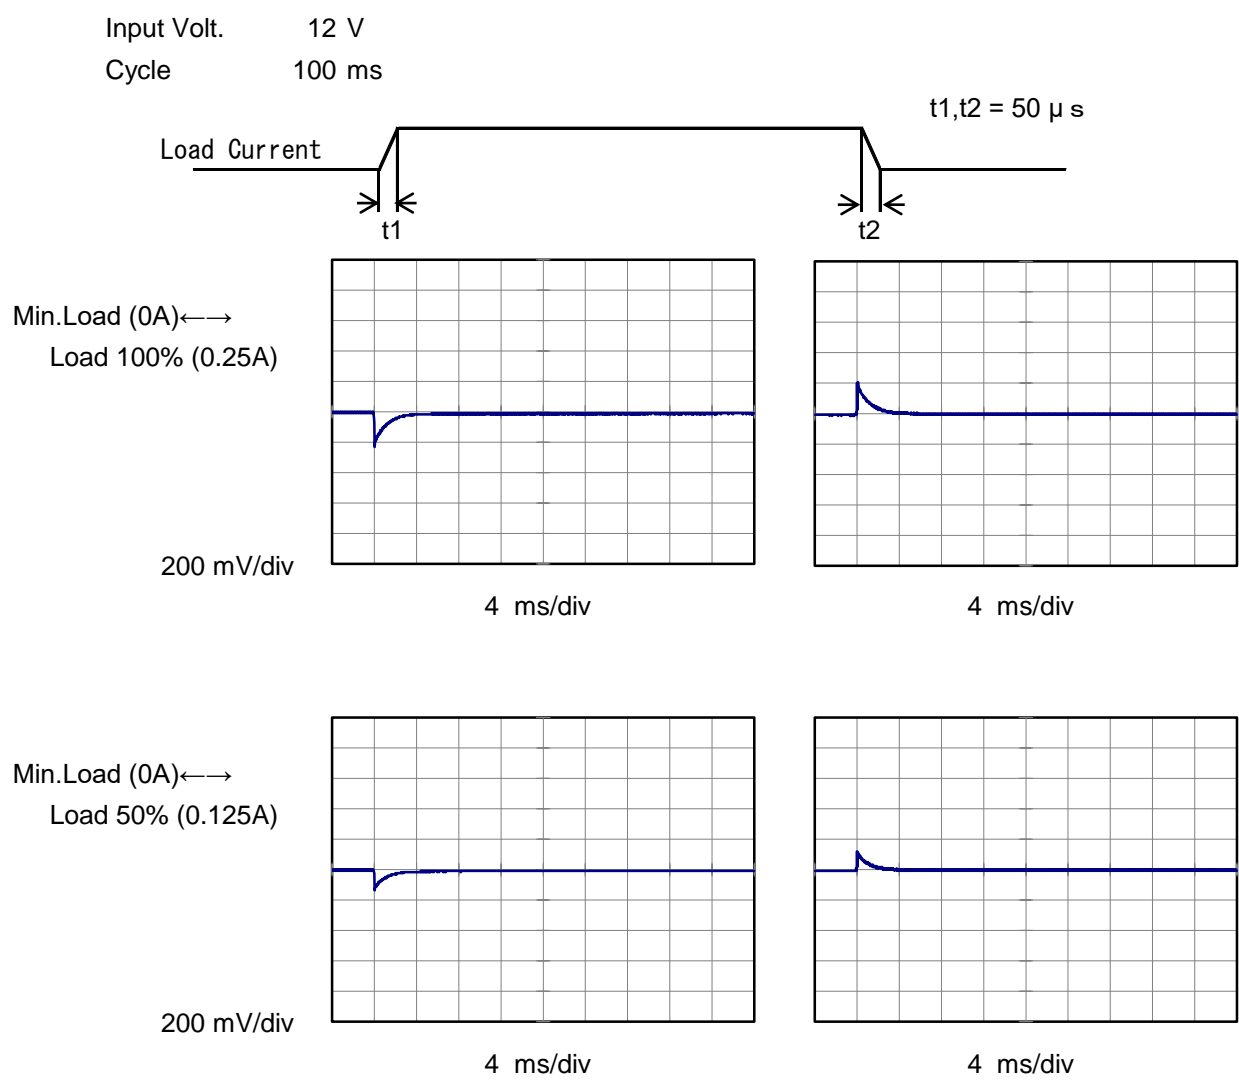 Input Volt. 12 V
Cycle 100 ms
t1,t2 = 50 μｓ
Load Current
t1 t2
Min.Load (0A)←→
Load 100% (0.25A)
200 mV/div
4 ms/div 4 ms/div
Min.Load (0A)←→
Load 50% (0.125A)
200 mV/div
4 ms/div 4 ms/div